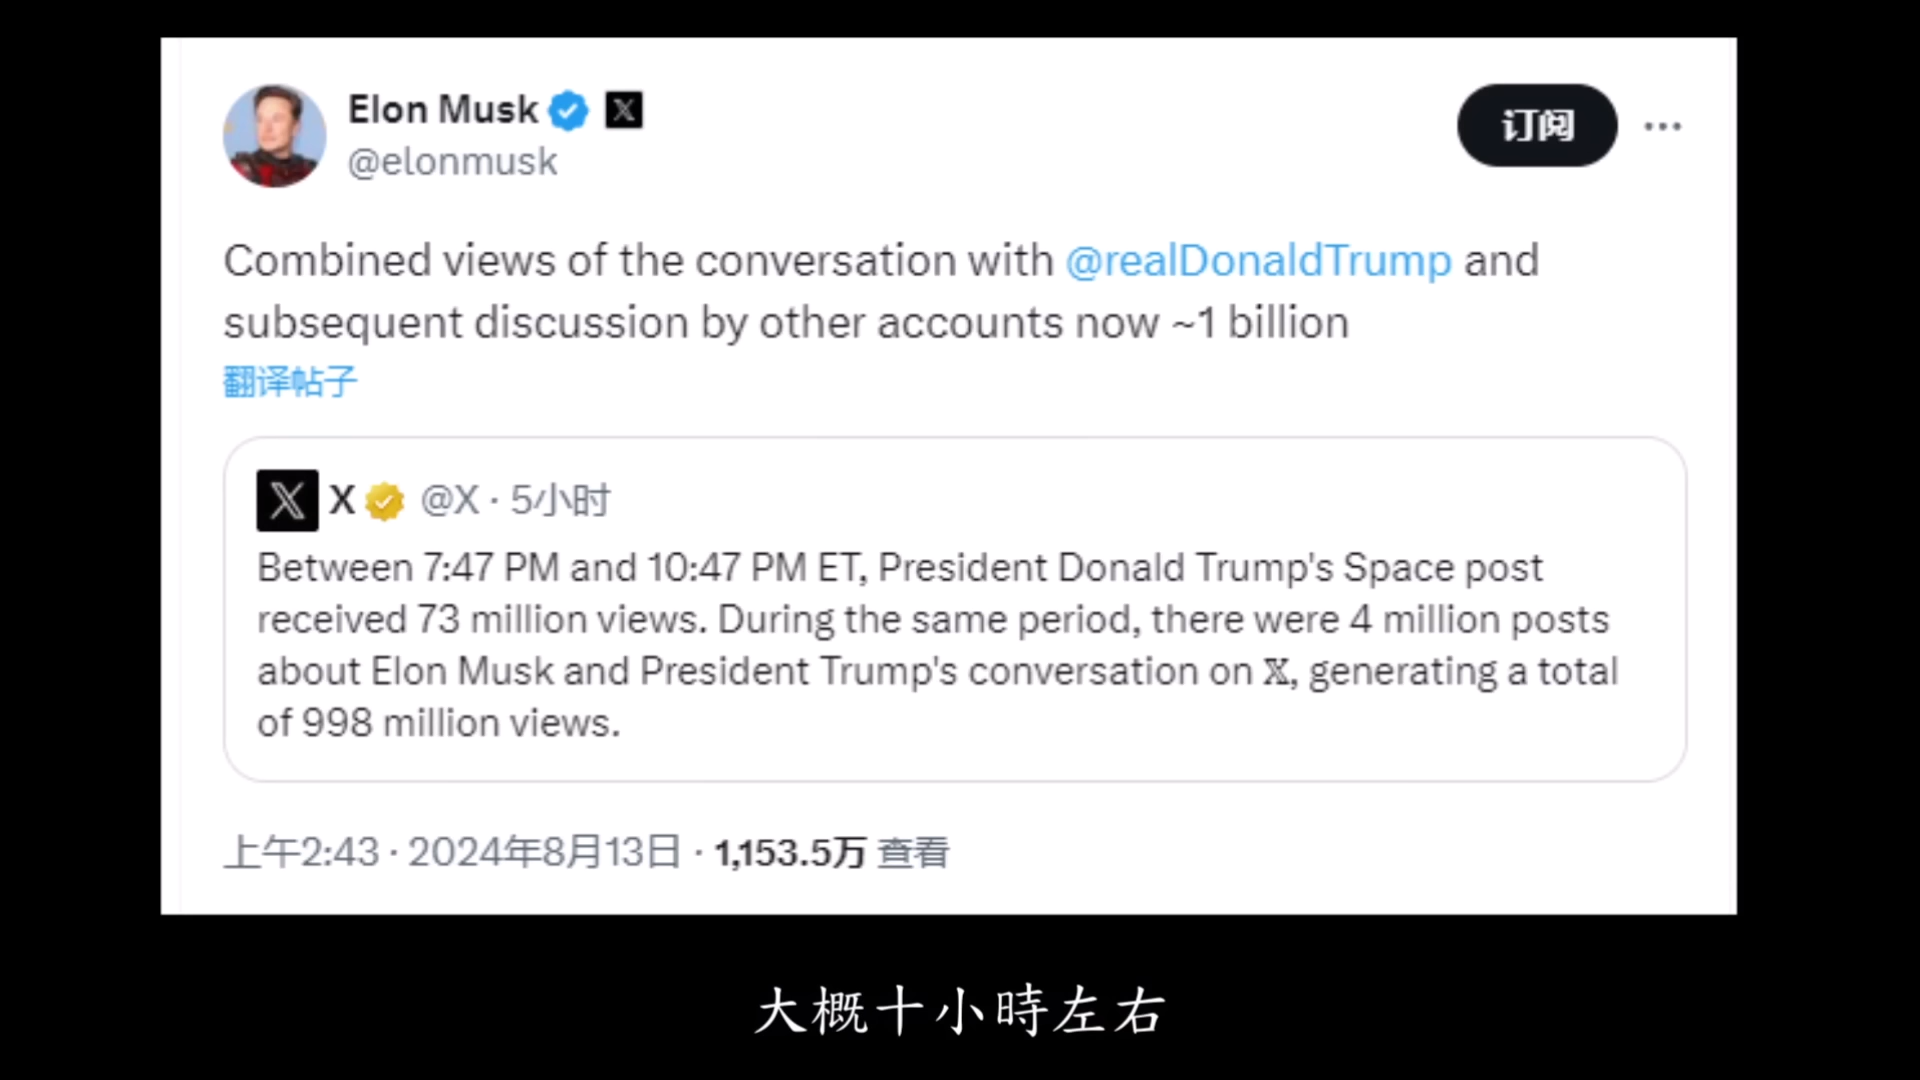 Elon Musk
@elonmusk
订阅
Combined views of the conversation with @realDonaldTrump and
subsequent discussion by other accounts now ~1 billion
翻译帖子
X @X · 5小时
Between 7:47 PM and 10:47 PM ET, President Donald Trump's Space post
received 73 million views. During the same period, there were 4 million posts
about Elon Musk and President Trump's conversation on 𝕏, generating a total
of 998 million views.
上午2:43 · 2024年8月13日 · 1,153.5万 查看
大概十小時左右